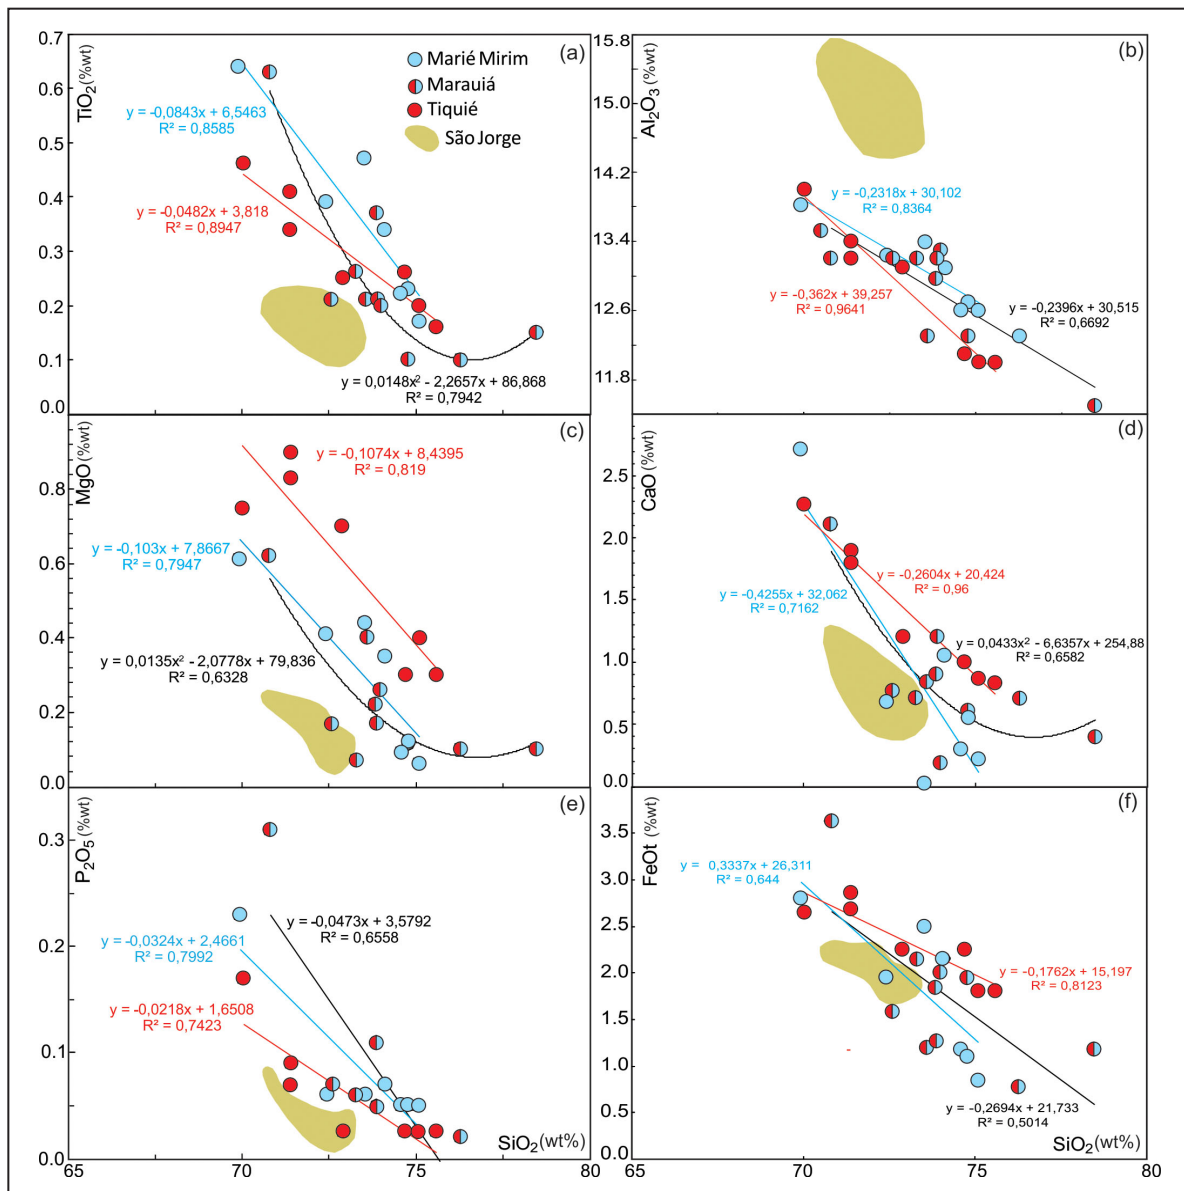 0.7
0.6
0.5
0.4
0.3
0.2
0.1
0.0
TiO2 (%wt)
65
70
75
80
(a)
Marié Mirim
Marauiá
Tiquié
São Jorge
y = -0,0843x + 6,5463
R² = 0,8585
y = -0,0482x + 3,818
R² = 0,8947
y = 0,0148x² - 2,2657x + 86,868
R² = 0,7942
15.8
15.0
14.2
13.4
12.6
11.8
Al2O3 (%wt)
70
75
80
(b)
y = -0,2318x + 30,102
R² = 0,8364
y = -0,362x + 39,257
R² = 0,9641
y = -0,2396x + 30,515
R² = 0,6692
0.8
0.6
0.4
0.2
0.0
MgO (%wt)
(c)
y = -0,1074x + 8,4395
R² = 0,819
y = -0,103x + 7,8667
R² = 0,7947
y = 0,0135x² - 2,0778x + 79,836
R² = 0,6328
2.5
2.0
1.5
1.0
0.5
0.0
CaO (%wt)
(d)
y = -0,2604x + 20,424
R² = 0,96
y = -0,4255x + 32,062
R² = 0,7162
y = 0,0433x² - 6,6357x + 254,88
R² = 0,6582
0.3
0.2
0.1
0.0
P2O5 (%wt)
(e)
y = -0,0473x + 3,5792
R² = 0,6558
y = -0,0324x + 2,4661
R² = 0,7992
y = -0,0218x + 1,6508
R² = 0,7423
SiO2 (wt%)
65
70
75
80
3.5
3.0
2.5
2.0
1.5
1.0
0.5
0.0
FeOt (%wt)
(f)
y = 0,3337x + 26,311
R² = 0,644
y = -0,1762x + 15,197
R² = 0,8123
-
y = -0,2694x + 21,733
R² = 0,5014
SiO2 (wt%)
70
75
80